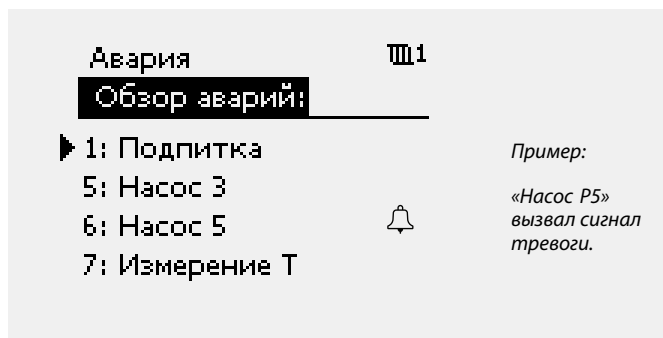 Авария 1
Обзор аварий:
1: Подпитка
5: Насос 3
6: Насос 5
7: Измерение Т
Пример:
«Насос P5»
вызвал сигнал
тревоги.